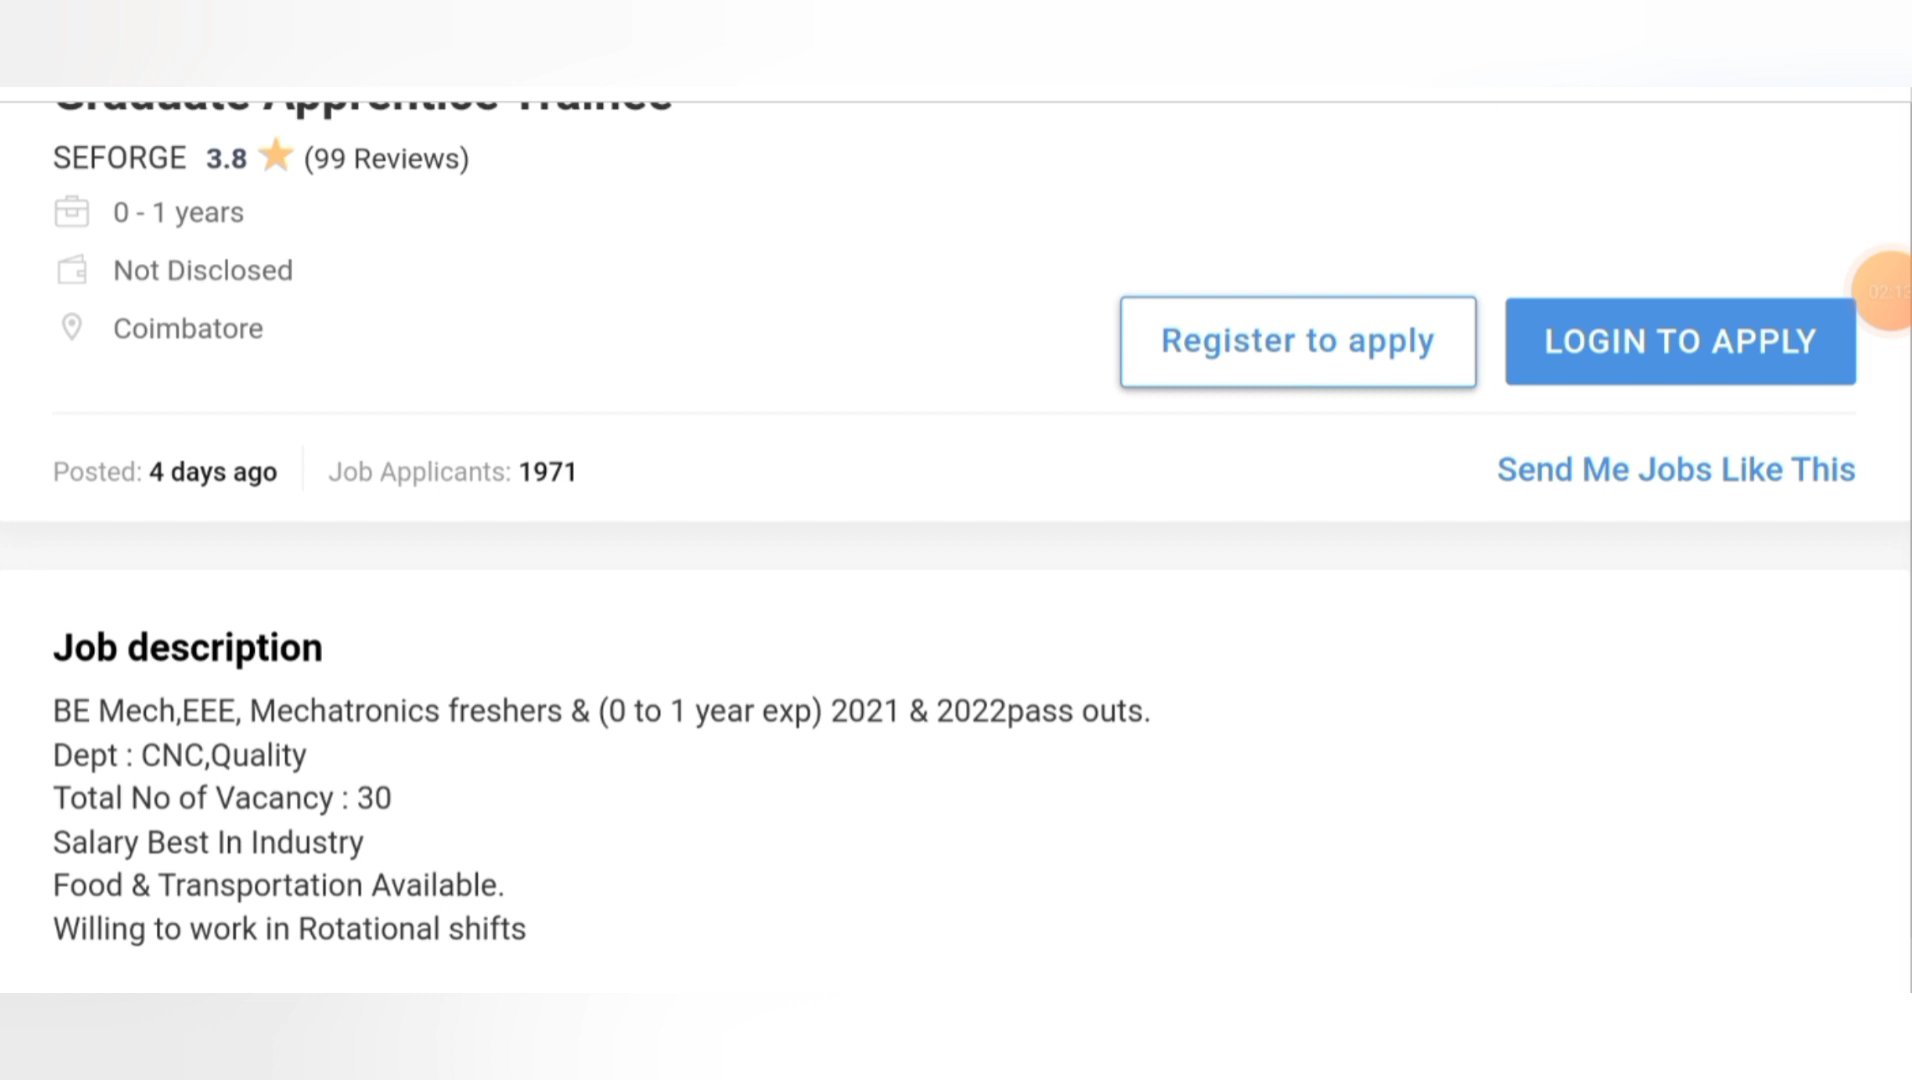 Graduate Apprentice Trainee
SEFORGE 3.8 (99 Reviews)
0 - 1 years
Not Disclosed
Coimbatore
Register to apply
LOGIN TO APPLY
Posted: 4 days ago
Job Applicants: 1971
Send Me Jobs Like This
Job description
BE Mech,EEE, Mechatronics freshers & (0 to 1 year exp) 2021 & 2022pass outs.
Dept : CNC,Quality
Total No of Vacancy : 30
Salary Best In Industry
Food & Transportation Available.
Willing to work in Rotational shifts